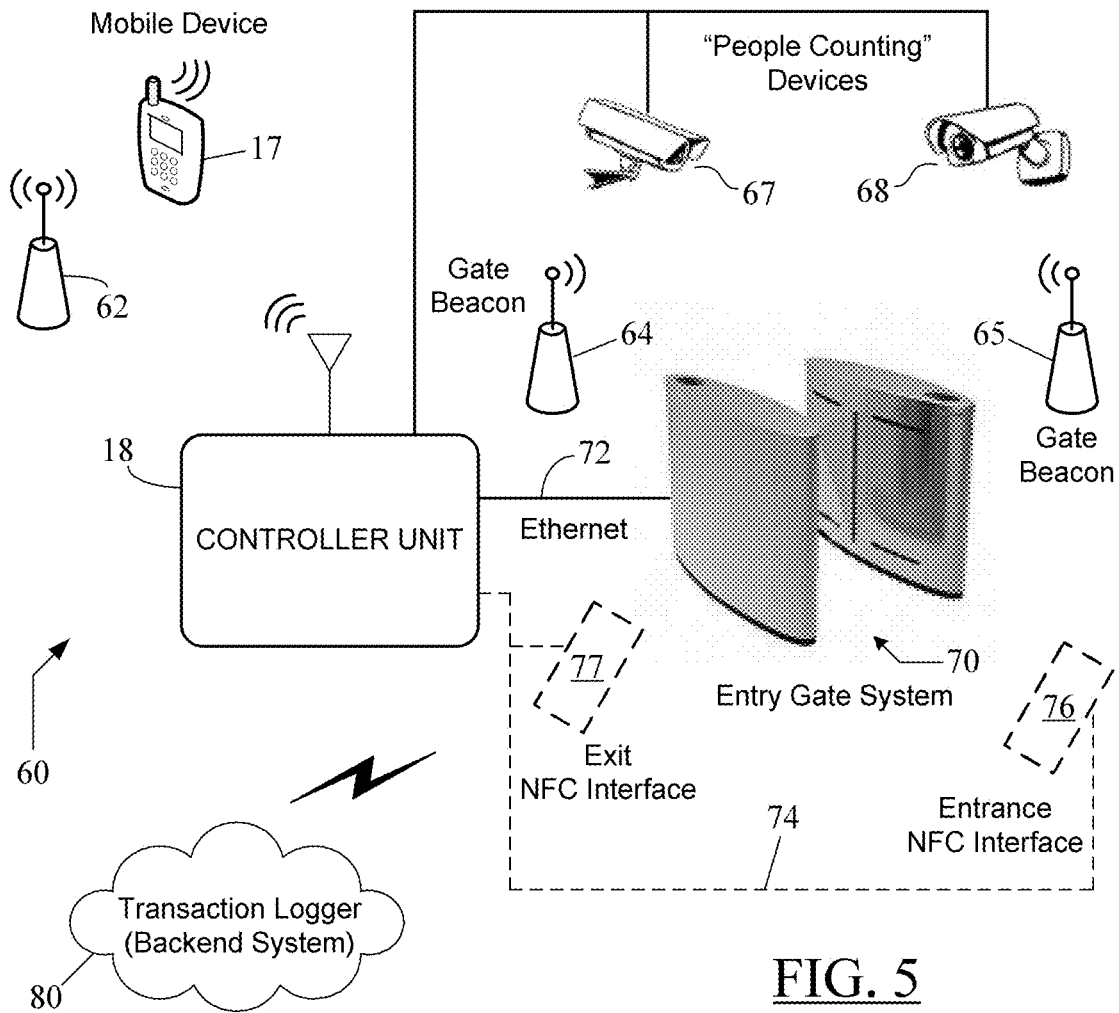 Mobile Device
"People Counting"
Devices
17
67
68
62
Gate
Beacon
64
65
Gate
Beacon
18
72
CONTROLLER UNIT
Ethernet
77
70
76
Entry Gate System
60
Exit
NFC Interface
Entrance
NFC Interface
74
Transaction Logger
(Backend System)
80
FIG. 5